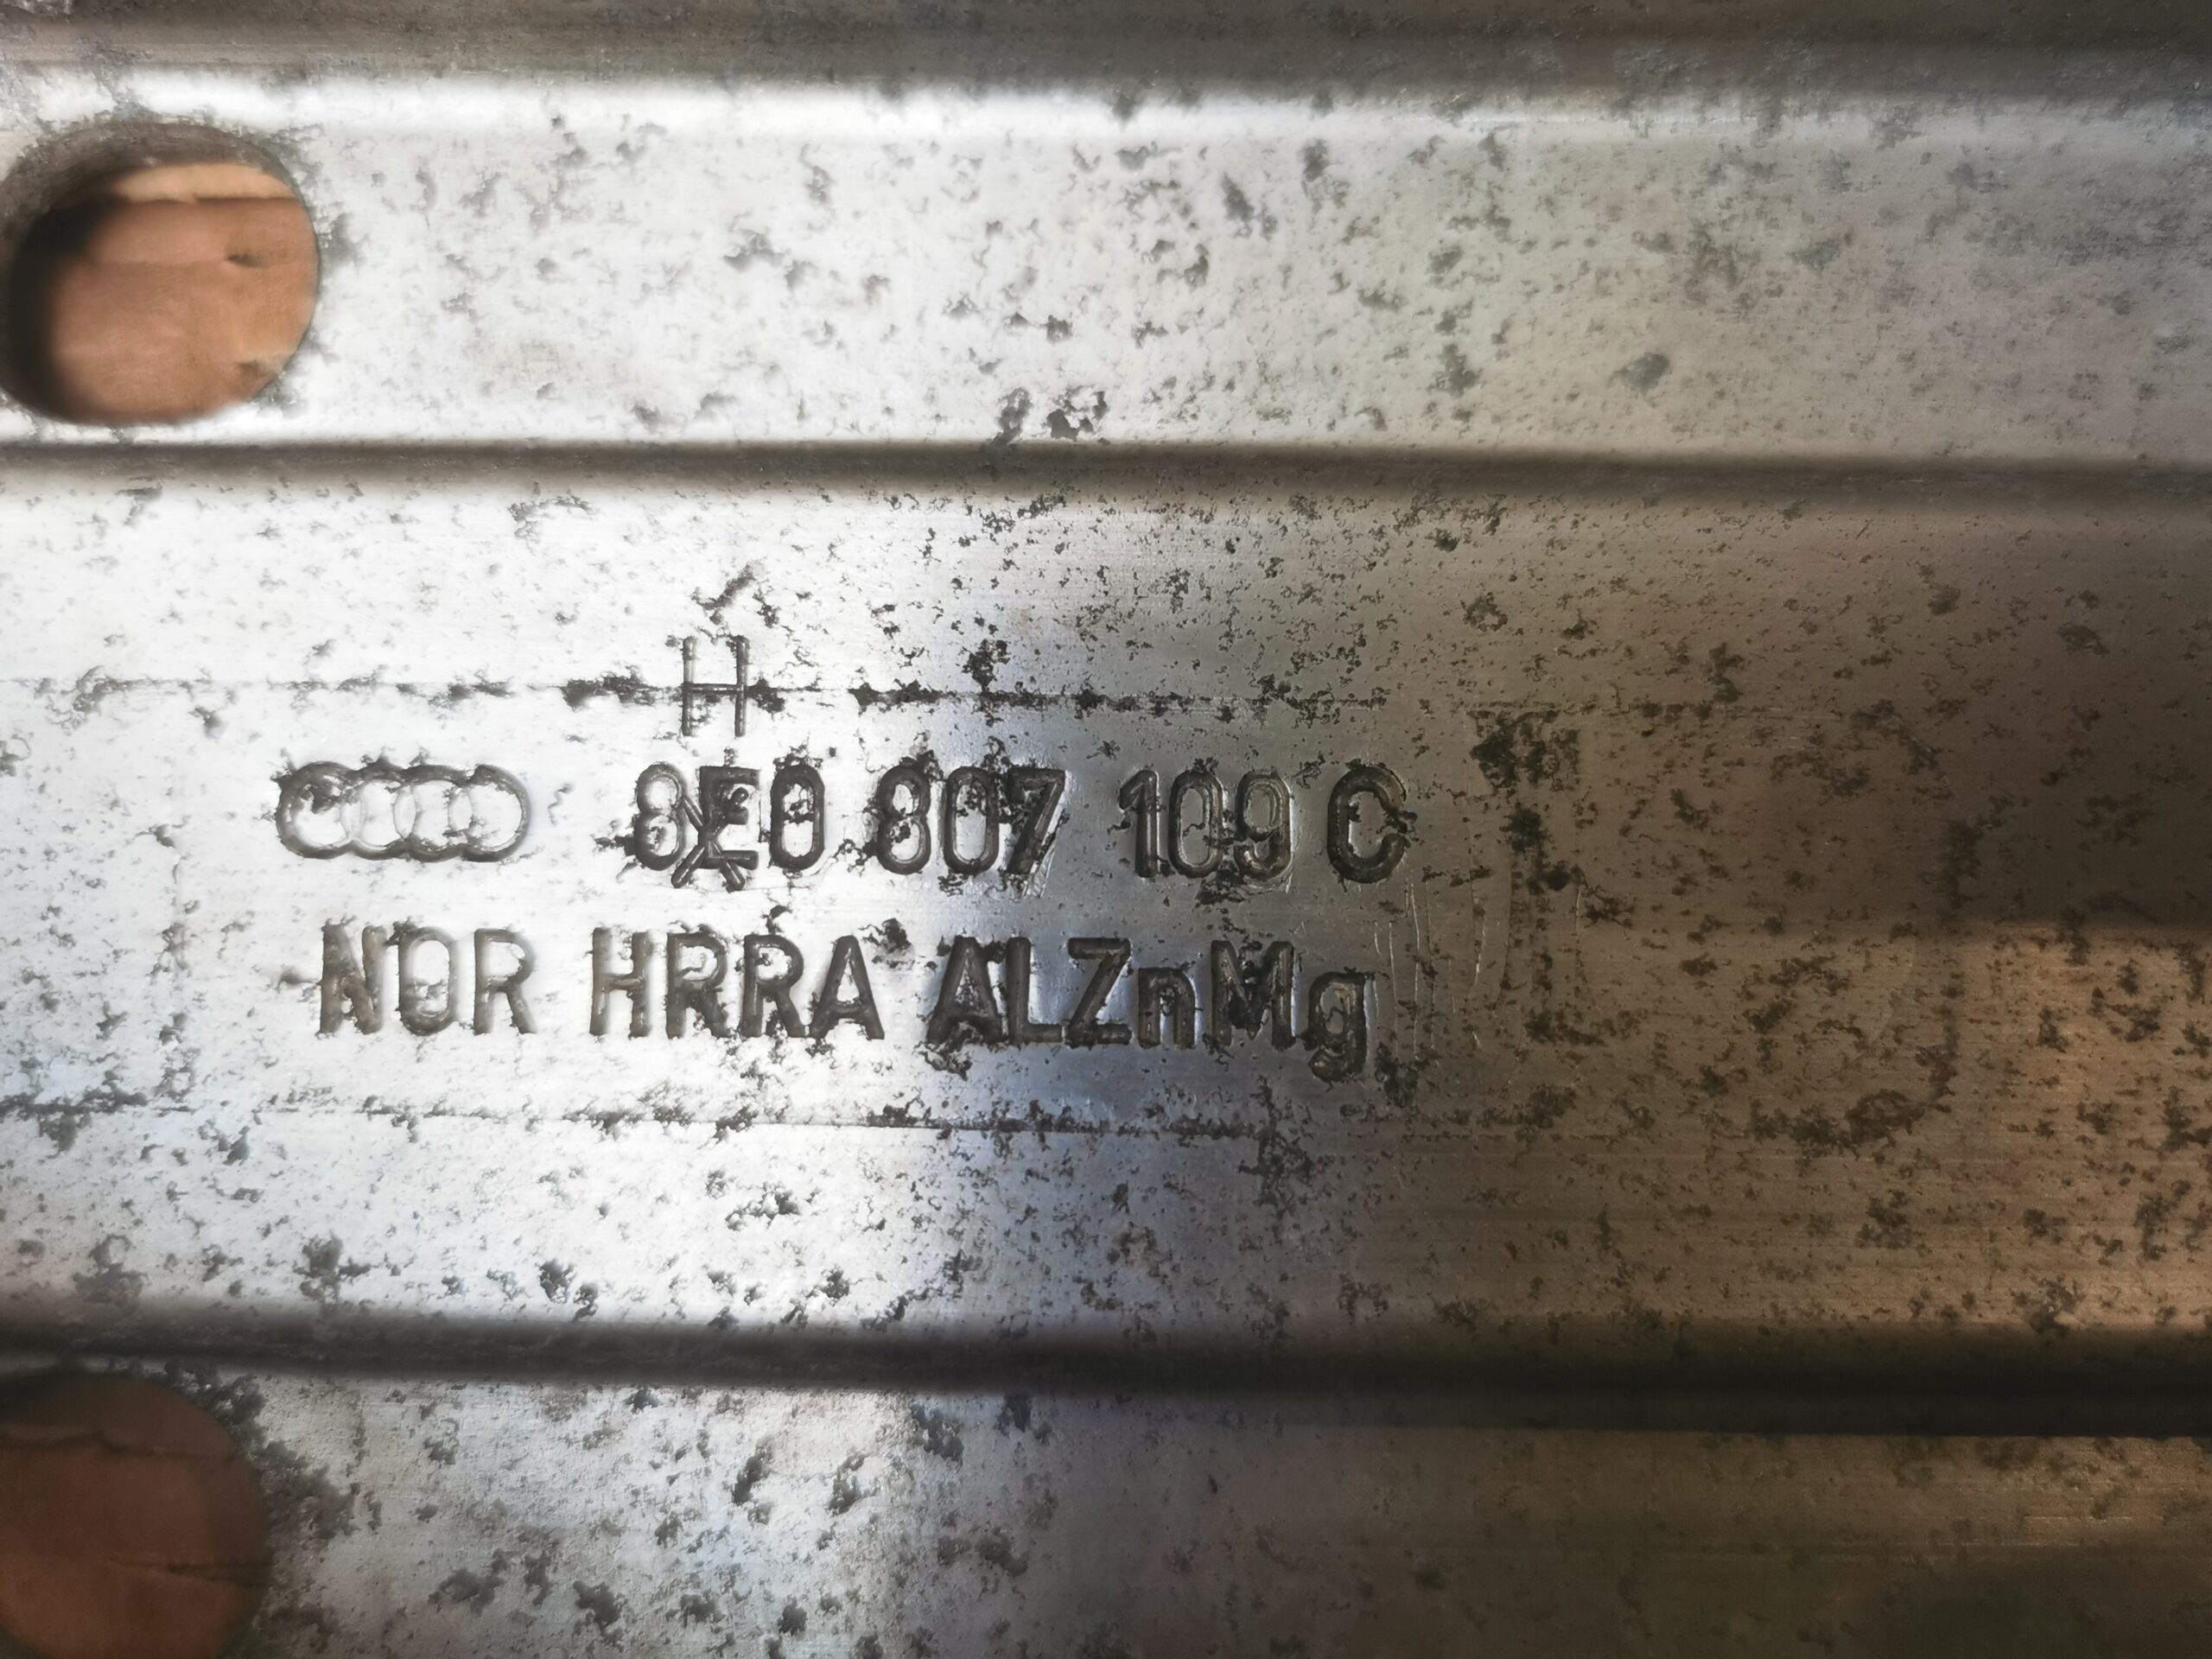 H
8E0 807 109 C
NOR HRRA ALZnMg